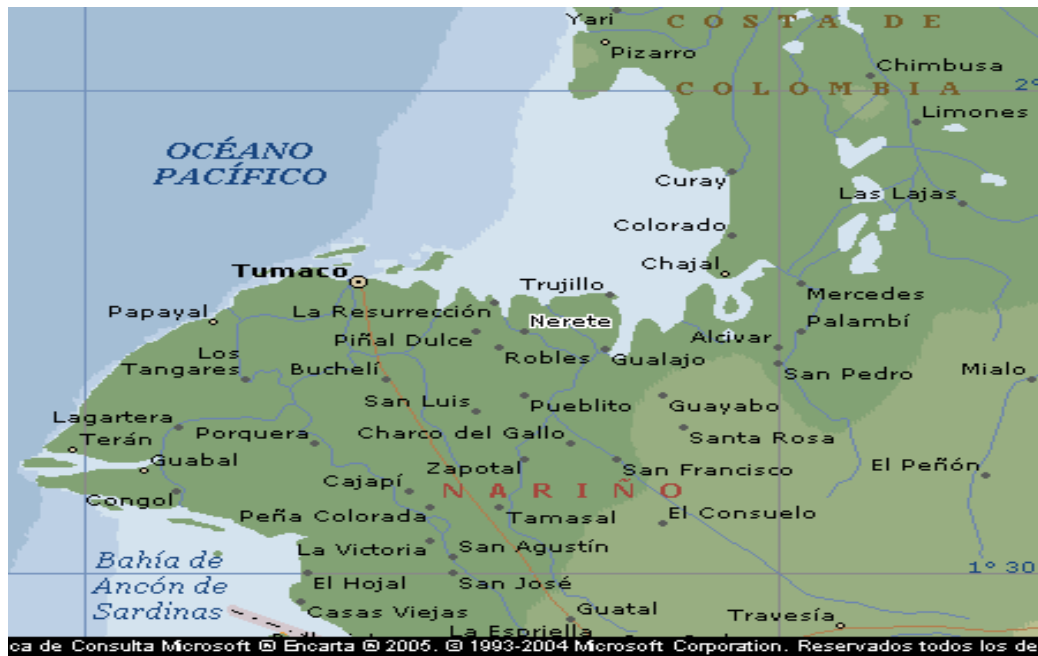 Yari
COSTA DE
Pizarro
Chimbusa
COLOMBIA
2°
Limones
OCÉANO
PACÍFICO
Curay
Las Lajas
Colorado
Tumaco
Chajal
Trujillo
Mercedes
Papayal
La Resurrección
Nerete
Palambí
Piñal Dulce
Alcivar
Los
Tangares
Robles
Gualajo
Buchelí
San Pedro
Mialo
San Luis
Pueblito
Guayabo
Lagartera
Terán
Porquera
Charco del Gallo
Santa Rosa
Guabal
Zapotal
San Francisco
El Peñón
Cajapí
NARIÑO
Congol
Peña Colorada
Tamasal
El Consuelo
La Victoria
San Agustín
Bahía de
Ancón de
Sardinas
1° 30
El Hojal
San José
Casas Viejas
Guatal
Travesía
La Espriella
ca de Consulta Microsoft ® Encarta ® 2005. © 1993-2004 Microsoft Corporation. Reservados todos los de